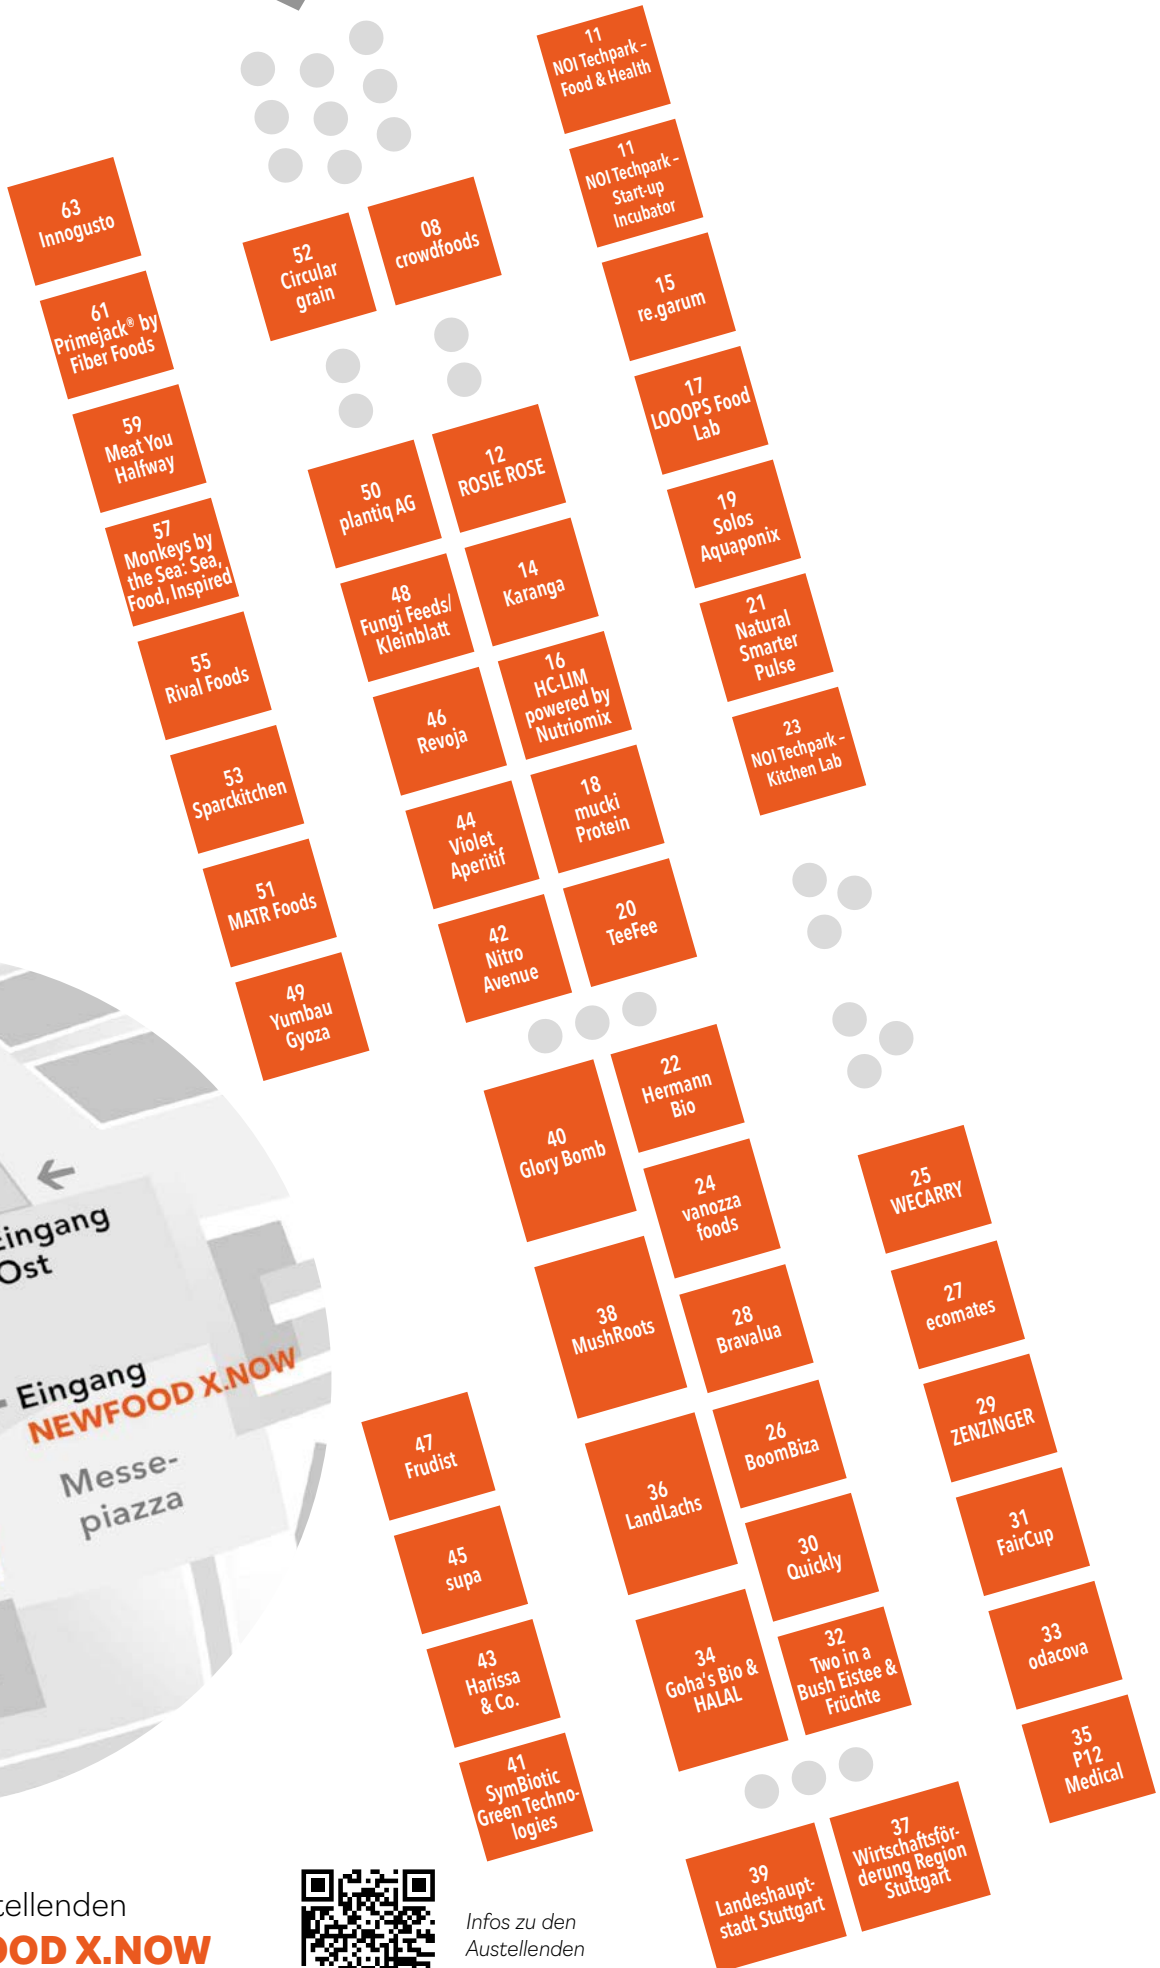 11
NOI Techpark –
Food & Health
11
NOI Techpark –
Start-up
Incubator
15
re.garum
17
LOOOPS Food
Lab
19
Solos
Aquaponix
21
Natural
Smarter
Pulse
23
NOI Techpark –
Kitchen Lab
63
Innogusto
61
Primejack® by
Fiber Foods
59
Meat You
Halfway
57
Monkeys by
the Sea: Sea,
Food, Inspired
55
Rival Foods
53
Sparckitchen
51
MATR Foods
49
Yumbau
Gyoza
52
Circular
grain
08
crowdfoods
50
plantiq AG
12
ROSIE ROSE
48
Fungi Feeds/
Kleinblatt
14
Karanga
46
Revoja
16
HC-LIM
powered by
Nutriomix
44
Violet
Aperitif
18
mucki
Protein
42
Nitro
Avenue
20
TeeFee
40
Glory Bomb
22
Hermann
Bio
24
vanozza
foods
38
MushRoots
28
Bravalua
36
LandLachs
26
BoomBiza
30
Quickly
34
Goha's Bio &
HALAL
32
Two in a
Bush Eistee &
Früchte
25
WECARRY
27
ecomates
29
ZENZINGER
31
FairCup
33
odacova
35
P12
Medical
47
Frudist
45
supa
43
Harissa
& Co.
41
SymBiotic
Green Techno-
logies
39
Landeshaupt-
stadt Stuttgart
37
Wirtschaftsför-
derung Region
Stuttgart
Eingang
Ost
Eingang
NEWFOOD X.NOW
Messe-
piazza
tellenden
OOD X.NOW
Infos zu den
Austellenden